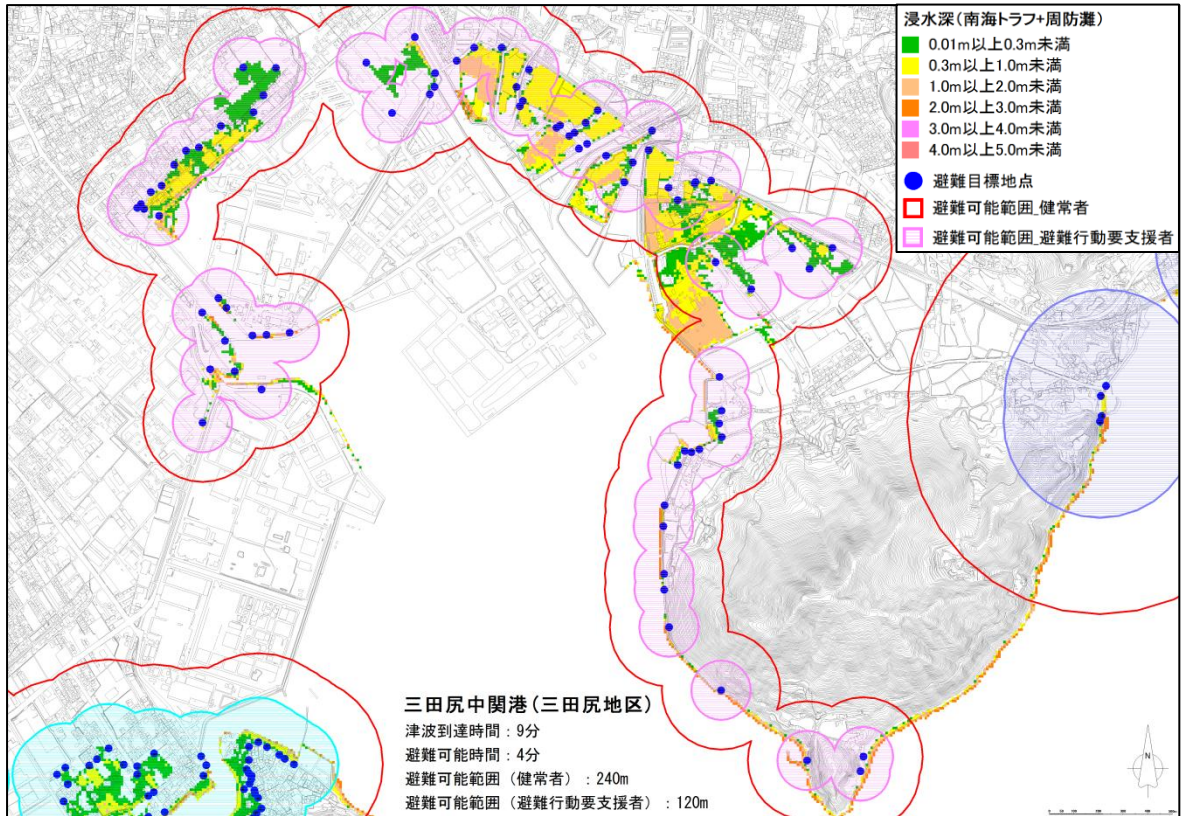 浸水深(南海トラフ+周防灘)
0.01m以上0.3m未満
0.3m以上1.0m未満
1.0m以上2.0m未満
2.0m以上3.0m未満
3.0m以上4.0m未満
4.0m以上5.0m未満
避難目標地点
避難可能範囲_健常者
避難可能範囲_避難行動要支援者
三田尻中関港(三田尻地区)
津波到達時間：9分
避難可能時間：4分
避難可能範囲（健常者）：240m
避難可能範囲（避難行動要支援者）：120m
N